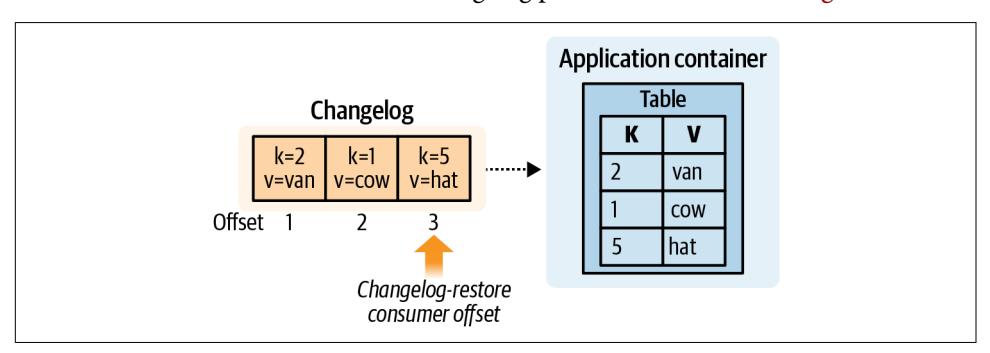 Changelog
k=2 k=1 k=5
v=van v=cow v=hat
Offset 1 2 3
Changelog-restore
consumer offset
Application container
Table
K V
2 van
1 cow
5 hat